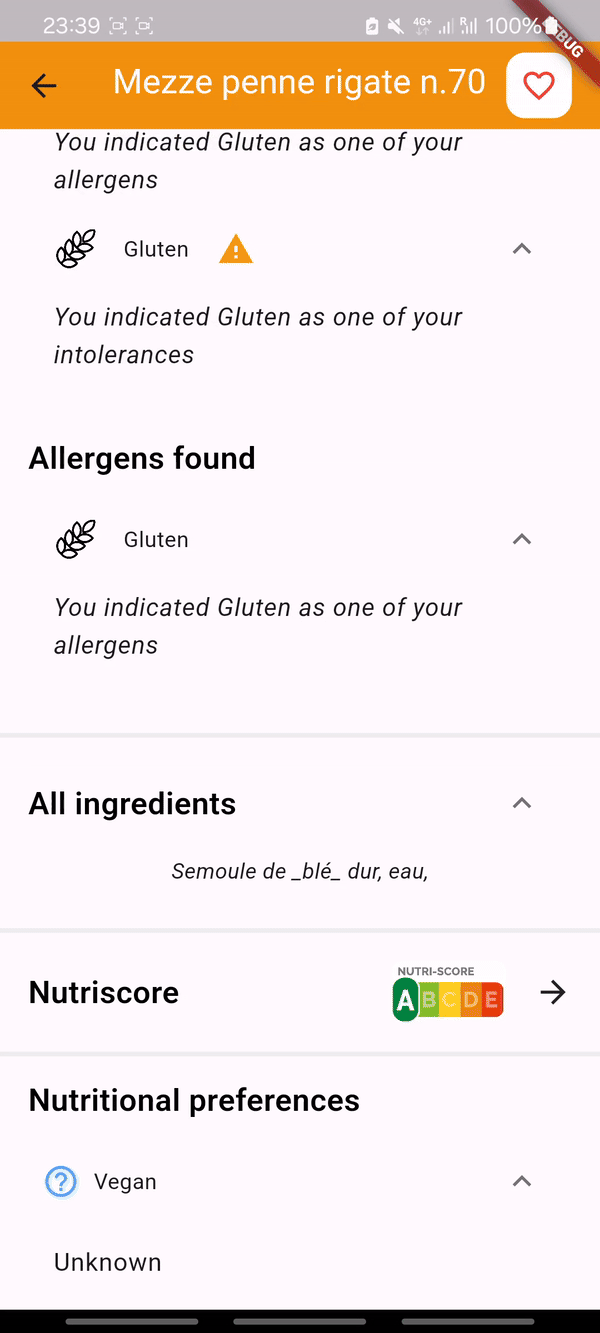 23:39 4G+ R 100%
BUG
Mezze penne rigate n.70
You indicated Gluten as one of your
allergens
Gluten
You indicated Gluten as one of your
intolerances
Allergens found
Gluten
You indicated Gluten as one of your
allergens
All ingredients
Semoule de _blé_ dur, eau,
NUTRI-SCORE
Nutriscore A B C D E
Nutritional preferences
? Vegan
Unknown